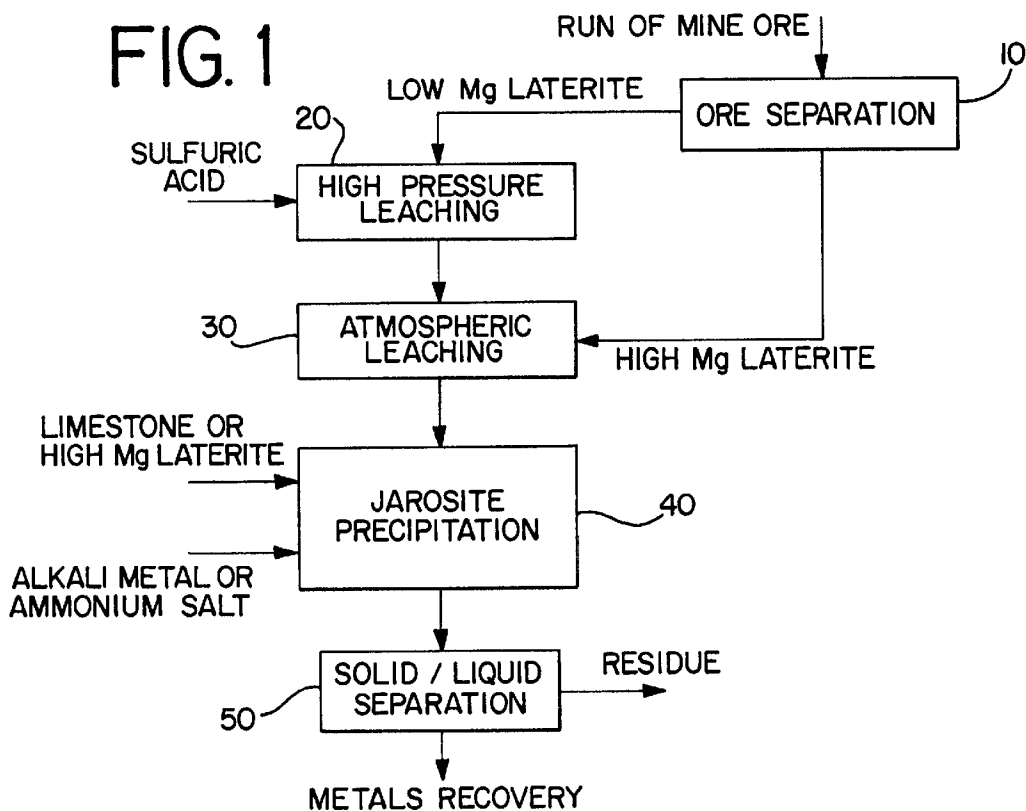 FIG. 1
RUN OF MINE ORE
10
LOW Mg LATERITE
ORE SEPARATION
20
SULFURIC
ACID
HIGH PRESSURE
LEACHING
30
ATMOSPHERIC
LEACHING
HIGH Mg LATERITE
LIMESTONE OR
HIGH Mg LATERITE
JAROSITE
PRECIPITATION
40
ALKALI METAL OR
AMMONIUM SALT
SOLID / LIQUID
SEPARATION
RESIDUE
50
METALS RECOVERY